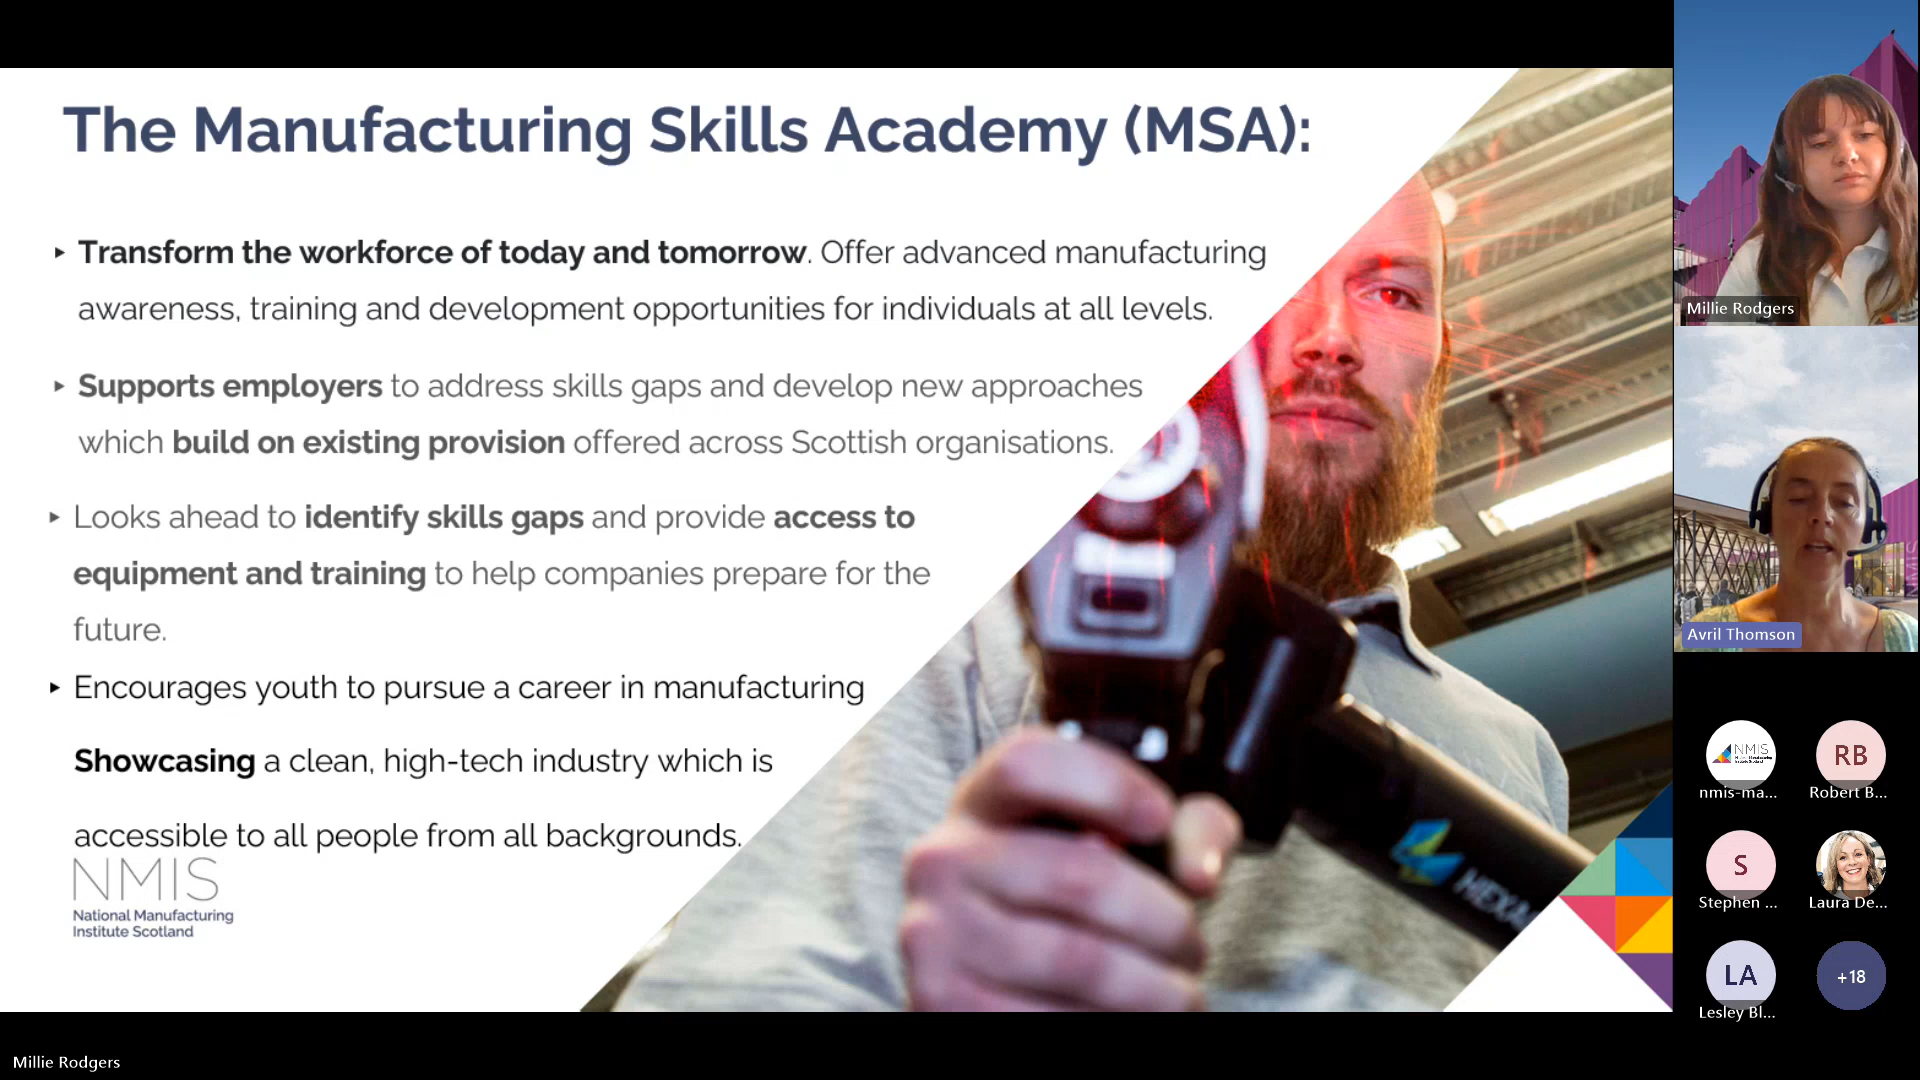 The Manufacturing Skills Academy (MSA):
Transform the workforce of today and tomorrow. Offer advanced manufacturing
awareness, training and development opportunities for individuals at all levels.
Supports employers to address skills gaps and develop new approaches
which build on existing provision offered across Scottish organisations.
Looks ahead to identify skills gaps and provide access to
equipment and training to help companies prepare for the
future.
Encourages youth to pursue a career in manufacturing
Showcasing a clean, high-tech industry which is
accessible to all people from all backgrounds.
NMIS
National Manufacturing
Institute Scotland
Millie Rodgers
Avril Thomson
NMIS
nmis-ma...
RB
Robert B...
S
Stephen ...
Laura De...
LA
Lesley Bl...
+18
Millie Rodgers